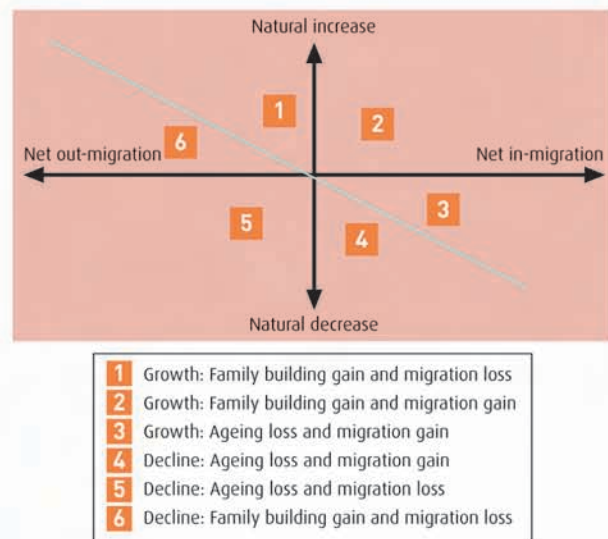 Natural increase
1
2
6
Net out-migration
Net in-migration
3
5
4
Natural decrease
1 Growth: Family building gain and migration loss
2 Growth: Family building gain and migration gain
3 Growth: Ageing loss and migration gain
4 Decline: Ageing loss and migration gain
5 Decline: Ageing loss and migration loss
6 Decline: Family building gain and migration loss